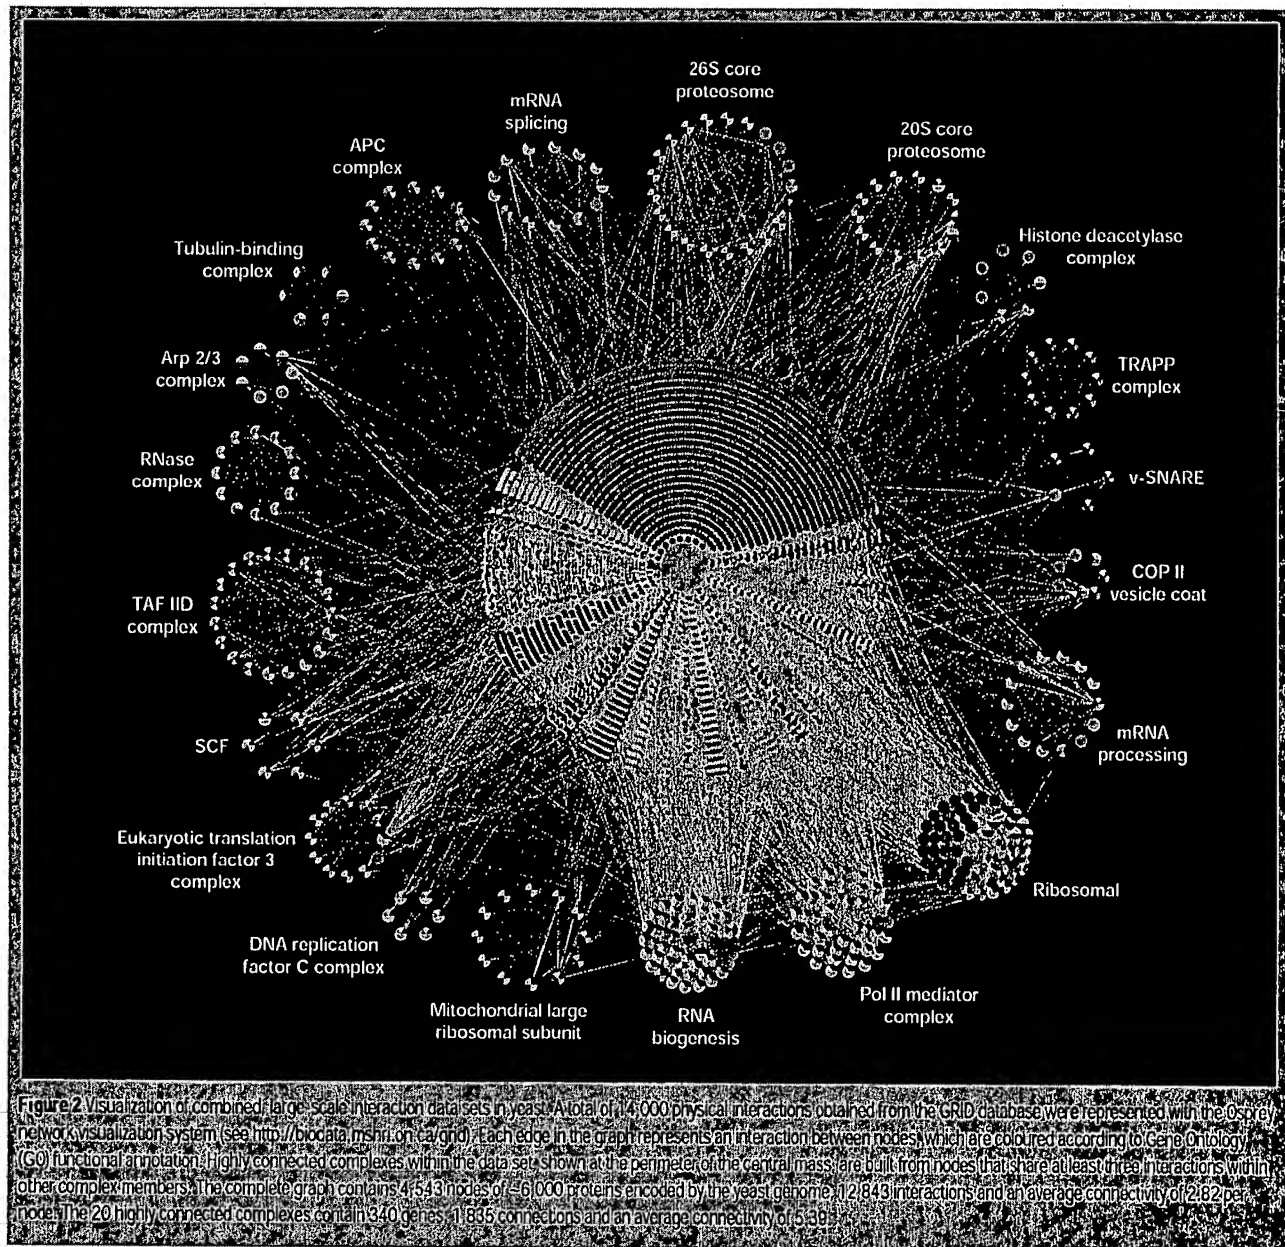 26S core
proteosome
mRNA
splicing
20S core
proteosome
APC
complex
Histone deacetylase
complex
Tubulin-binding
complex
Arp 2/3
complex
TRAPP
complex
RNase
complex
v-SNARE
COP II
vesicle coat
TAF IID
complex
SCF
mRNA
processing
Eukaryotic translation
initiation factor 3
complex
Ribosomal
DNA replication
factor C complex
Mitochondrial large
ribosomal subunit
RNA
biogenesis
Pol II mediator
complex
Figure 2 Visualization of combined, large-scale interaction data sets in yeast. A total of 14 000 physical interactions obtained from the GRID database were represented with the Osprey
network visualization system (see http://biodata.mshri.on.ca/grid). Each edge in the graph represents an interaction between nodes, which are coloured according to Gene Ontology
(GO) functional annotation. Highly connected complexes within the data set, shown at the perimeter of the central mass, are built from nodes that share at least three interactions within
other complex members. The complete graph contains 4,543 nodes of ~6,000 proteins encoded by the yeast genome, 12,843 interactions and an average connectivity of 2.82 per
node. The 20 highly connected complexes contain 340 genes, 1,835 connections and an average connectivity of 5.39.